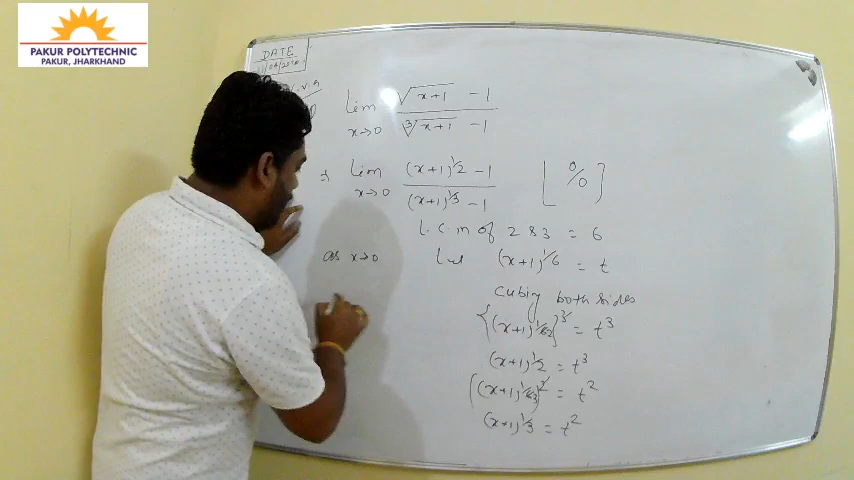 PAKUR POLYTECHNIC
PAKUR, JHARKHAND
DATE
lim x→0 (√(x+1) - 1) / (∛(x+1) - 1)
⇒ lim x→0 ((x+1)^1/2 - 1) / ((x+1)^1/3 - 1) [0/0]
L.C.M of 2 & 3 = 6
as x→0 Let (x+1)^1/6 = t
cubing both sides
{(x+1)^1/6 2}^3 = t^3
(x+1)^1/2 = t^3
((x+1)^1/6 3)^2 = t^2
(x+1)^1/3 = t^2